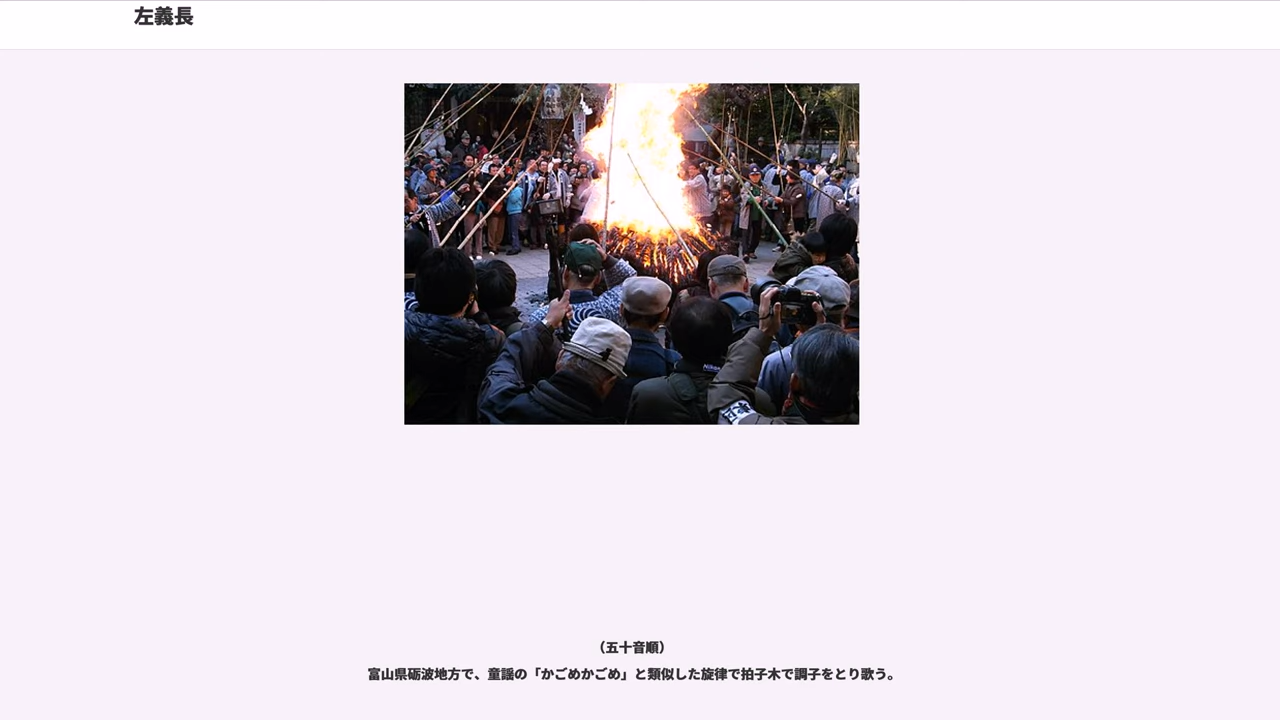 左義長
Nikon
（五十音順）
富山県砺波地方で、童謡の「かごめかごめ」と類似した旋律で拍子木で調子をとり歌う。